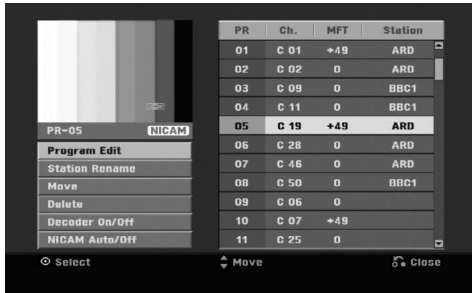 PR Ch. MFT Station
01 C 01 +49 ARD
02 C 02 0 ARD
03 C 09 0 BBC1
04 C 11 0 BBC1
05 C 19 +49 ARD
06 C 28 0 ARD
07 C 46 0 ARD
08 C 50 0 BBC1
09 C 06 0
10 C 07 +49
11 C 25 0
PR-05 NICAM
Program Edit
Station Rename
Move
Delete
Decoder On/Off
NICAM Auto/Off
Select Move Close